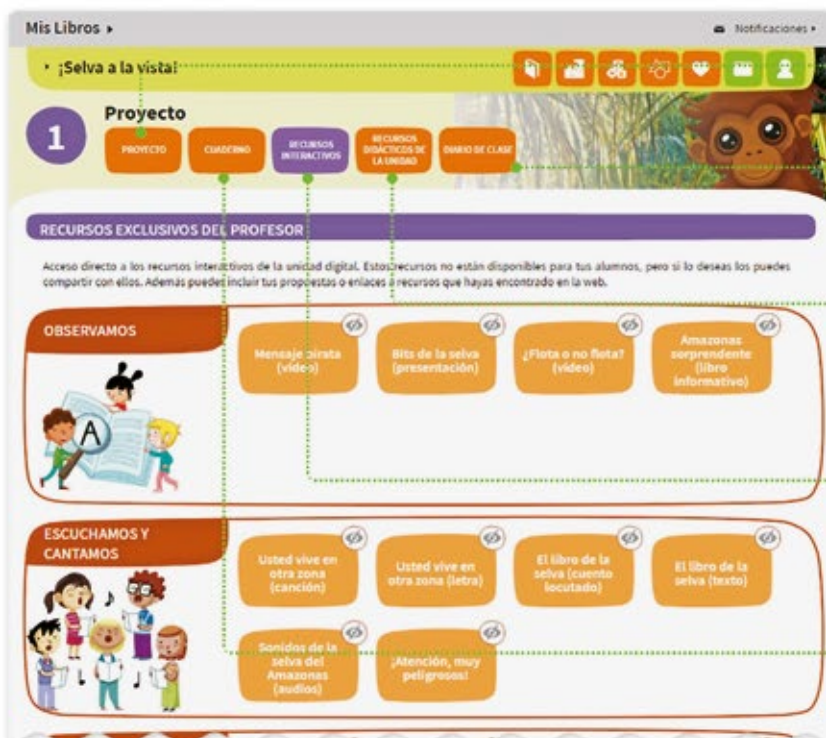 Mis Libros ▸
Notificaciones ▸
▸ ¡Selva a la vista!
1
Proyecto
PROYECTO
CUADERNO
RECURSOS
INTERACTIVOS
RECURSOS
DIDÁCTICOS DE
LA UNIDAD
DIARIO DE CLASE
RECURSOS EXCLUSIVOS DEL PROFESOR
Acceso directo a los recursos interactivos de la unidad digital. Estos recursos no están disponibles para tus alumnos, pero si lo deseas los puedes
compartir con ellos. Además puedes incluir tus propuestas o enlaces a recursos que hayas encontrado en la web.
OBSERVAMOS
Mensaje pirata
(vídeo)
Bits de la selva
(presentación)
¿Flota o no flota?
(vídeo)
Amazonas
sorprendente
(libro
informativo)
A
ESCUCHAMOS Y
CANTAMOS
Usted vive en
otra zona
(canción)
Usted vive en
otra zona (letra)
El libro de la
selva (cuento
locutado)
El libro de la
selva (texto)
Sonidos de la
selva del
Amazonas
(audios)
¡Atención, muy
peligrosos!